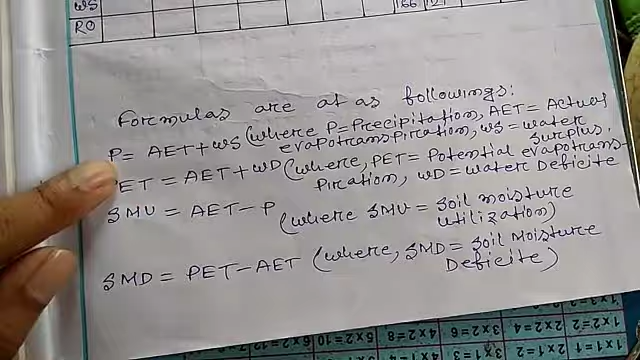 WS
RO 166 121
Formulas are at as followings:
P = AET + WS (where P = Precipitation, AET = Actual
evapotranspiration, WS = water
Surplus.
PET = AET + WD (where, PET = Potential evapotrans-
Piration, WD = water Deficite
SMU = AET - P (where SMU = Soil moisture
utilization)
SMD = PET - AET (where, SMD = Soil Moisture
Deficite)